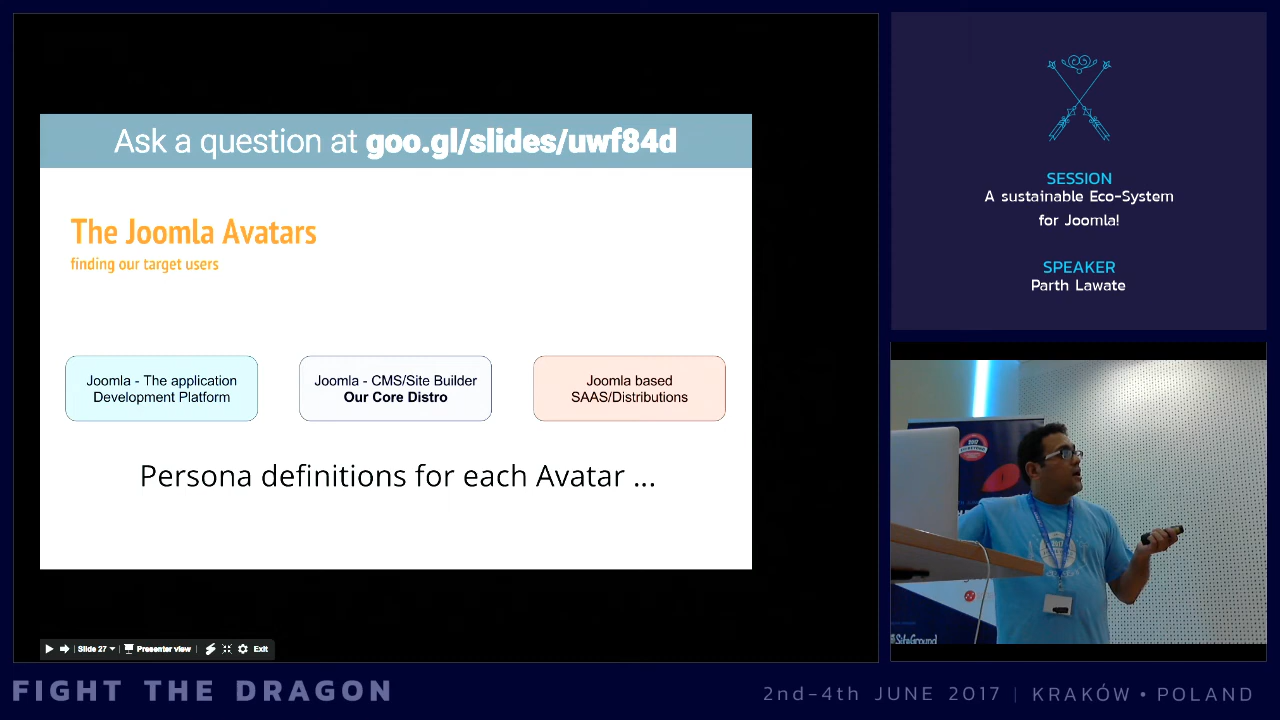 Ask a question at goo.gl/slides/uwf84d
The Joomla Avatars
finding our target users
Joomla - The application
Development Platform
Joomla - CMS/Site Builder
Our Core Distro
Joomla based
SAAS/Distributions
Persona definitions for each Avatar ...
Slide 27
Presenter view
Exit
SESSION
A sustainable Eco-System
for Joomla!
SPEAKER
Parth Lawate
2017
2017
SiteGround
FIGHT THE DRAGON
2nd-4th JUNE 2017 | KRAKÓW • POLAND